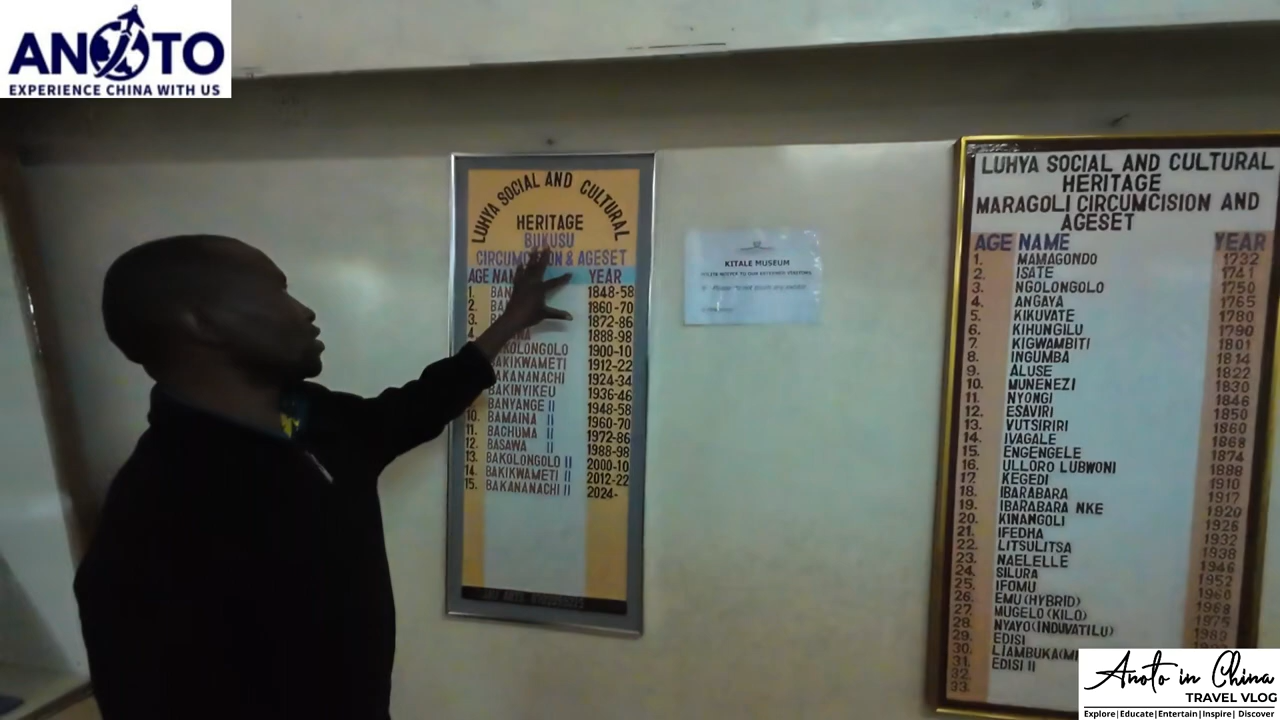 ANOTO
EXPERIENCE CHINA WITH US
LUHYA SOCIAL AND CULTURAL
HERITAGE
BUKUSU
CIRCUMCISION & AGESET
AGE NAME YEAR
1. 1848-58
2. 1860-70
3. 1872-86
4. 1888-98
KOLONGOLO 1900-10
AKIKWAMETI 1912-22
AKANANACHI 1924-34
BAKINYIKEU 1936-46
BANYANGE II 1948-58
10. BAMAINA II 1960-70
11. BACHUMA II 1972-86
12. BASAWA II 1988-98
13. BAKOLONGOLO II 2000-10
14. BAKIKWAMETI II 2012-22
15. BAKANANACHI II 2024-
KITALE MUSEUM
LUHYA SOCIAL AND CULTURAL
HERITAGE
MARAGOLI CIRCUMCISION AND
AGESET
AGE NAME YEAR
1. MAMAGONDO 1732
2. ISATE 1741
3. NGOLONGOLO 1750
4. ANGAYA 1765
5. KIKUVATE 1780
6. KIHUNGILU 1790
7. KIGWAMBITI 1801
8. INGUMBA 1814
9. ALUSE 1822
10. MUNENEZI 1830
11. NYONGI 1846
12. ESAVIRI 1850
13. VUTSIRIRI 1860
14. IVAGALE 1868
15. ENGENGELE 1874
16. ULLORO LUBWONI 1888
17. KEGEDI 1910
18. IBARABARA 1917
19. IBARABARA NKE 1920
20. KINANGOLI 1926
21. IFEDHA 1932
22. LITSULITSA 1938
23. NAELELLE 1946
24. SILURA 1952
25. IFOMU 1960
26. EMU (HYBRID) 1968
27. MUGELO (KILO) 1975
28. NYAYO (INDUVATILU) 1982
29. EDISI
30. LIAMBUKA(MI
31. EDISI II
32.
33.
Anoto in China
TRAVEL VLOG
Explore|Educate|Entertain|Inspire| Discover